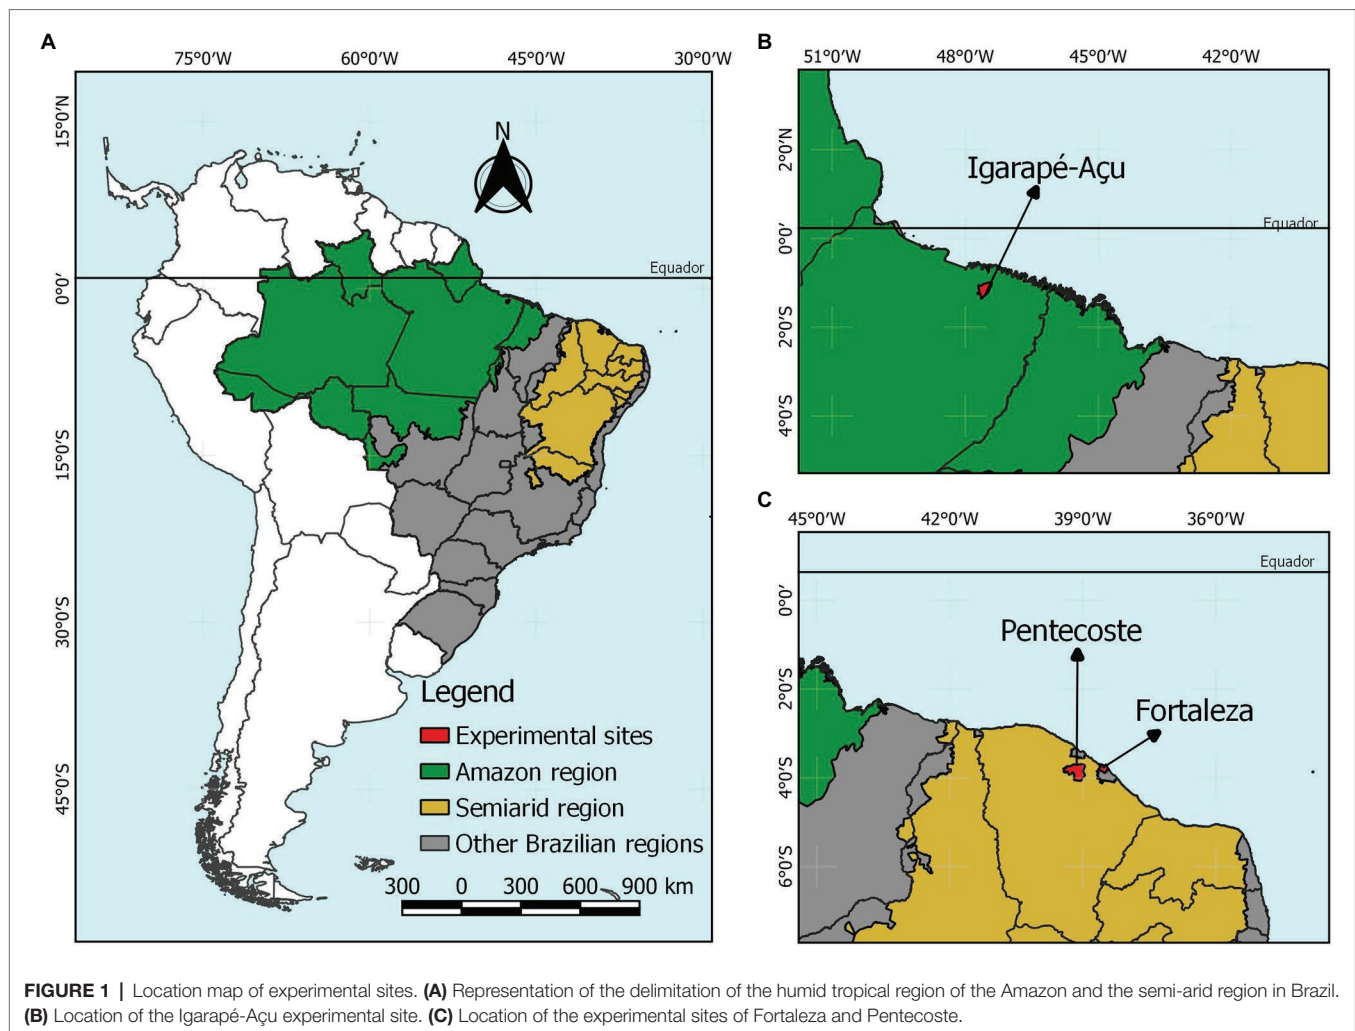 A
75°0'W 60°0'W 45°0'W 30°0'W
15°0'N
N
Equador
0°0'
15°0'S
30°0'S
45°0'S
Legend
Experimental sites
Amazon region
Semiarid region
Other Brazilian regions
300 0 300 600 900 km
B
51°0'W 48°0'W 45°0'W 42°0'W
2°0'N
Igarapé-Açu
Equador
0°0'
2°0'S
4°0'S
C
45°0'W 42°0'W 39°0'W 36°0'W
Equador
0°0'
Pentecoste
2°0'S
Fortaleza
4°0'S
6°0'S
FIGURE 1 | Location map of experimental sites. (A) Representation of the delimitation of the humid tropical region of the Amazon and the semi-arid region in Brazil.
(B) Location of the Igarapé-Açu experimental site. (C) Location of the experimental sites of Fortaleza and Pentecoste.